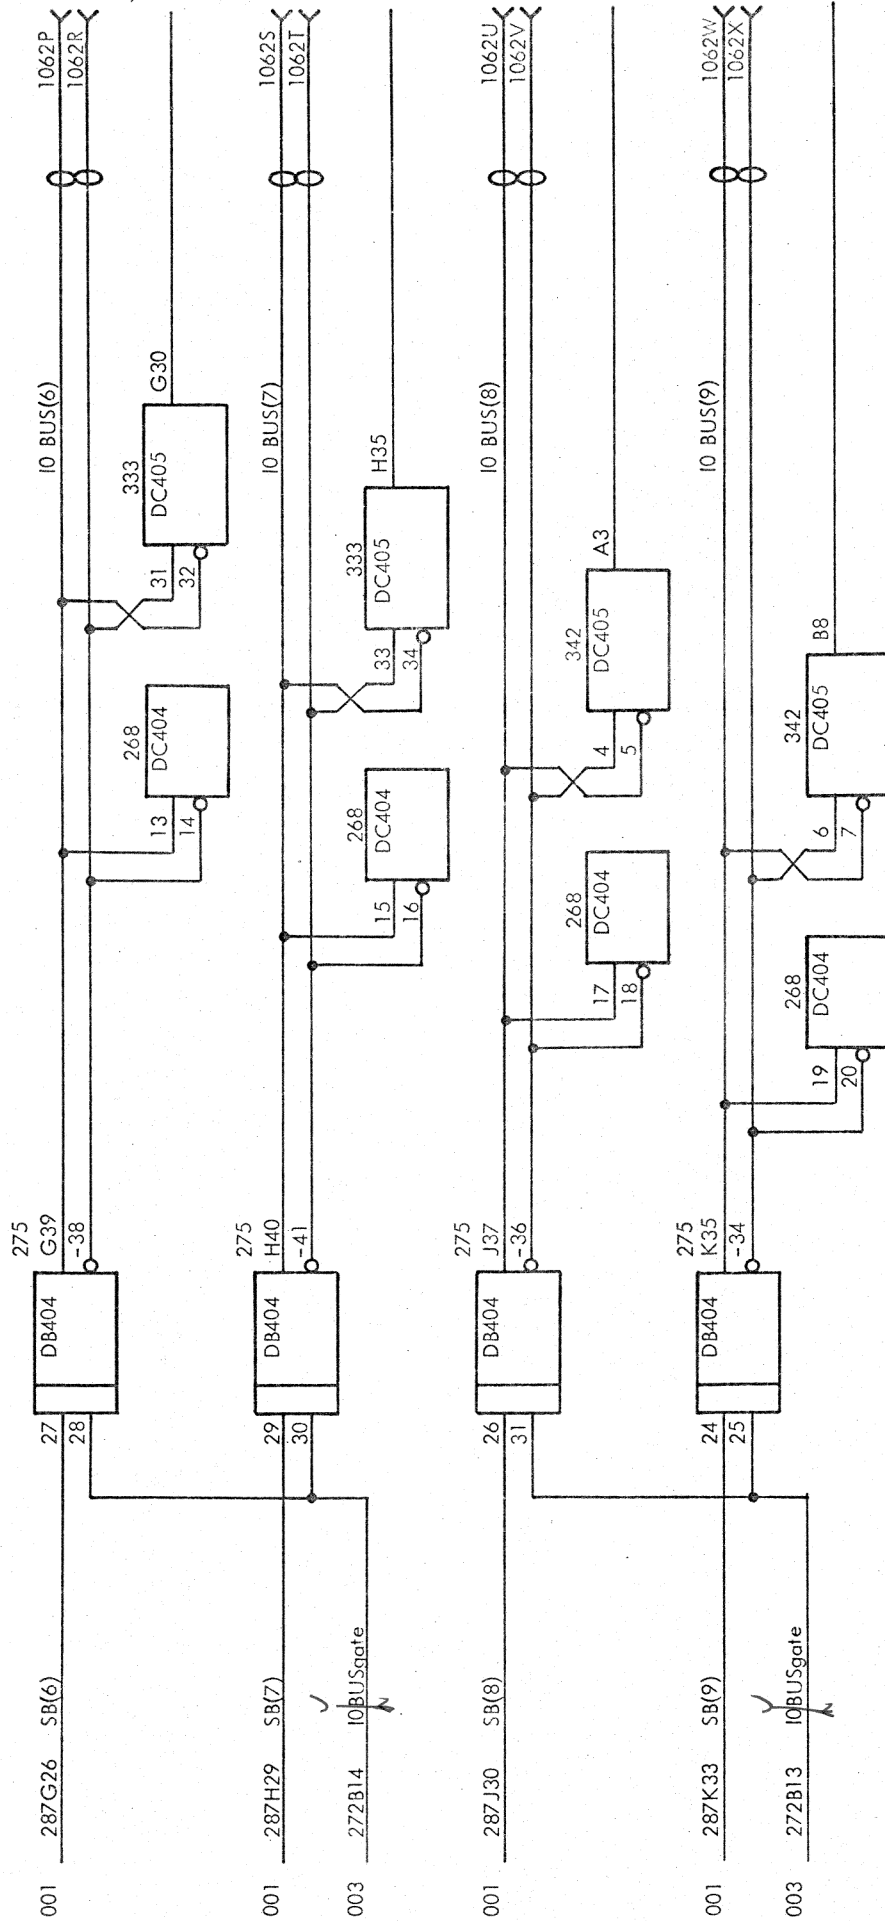 001 287G26 SB(6)
27
28
DB404
275
G39
-38
13
14
268
DC404
31
32
333
DC405
G30
IO BUS(6)
1062P
1062R
001 287H29 SB(7)
003 272B14 IOBUSgate
29
30
DB404
275
H40
-41
15
16
268
DC404
33
34
333
DC405
H35
IO BUS(7)
1062S
1062T
001 287J30 SB(8)
26
31
DB404
275
J37
-36
17
18
268
DC404
4
5
342
DC405
A3
IO BUS(8)
1062U
1062V
001 287K33 SB(9)
003 272B13 IOBUSgate
24
25
DB404
275
K35
-34
19
20
268
DC404
6
7
342
DC405
B8
IO BUS(9)
1062W
1062X